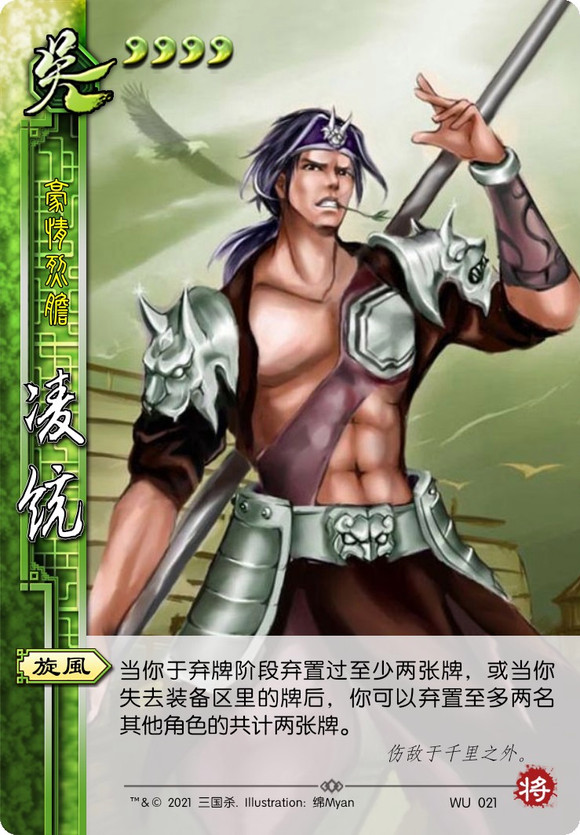 吴
豪情烈胆
凌统
旋風
当你于弃牌阶段弃置过至少两张牌，或当你
失去装备区里的牌后，你可以弃置至多两名
其他角色的共计两张牌。
伤敌于千里之外。
™&© 2021 三国杀. Illustration: 绵Myan
WU 021
将